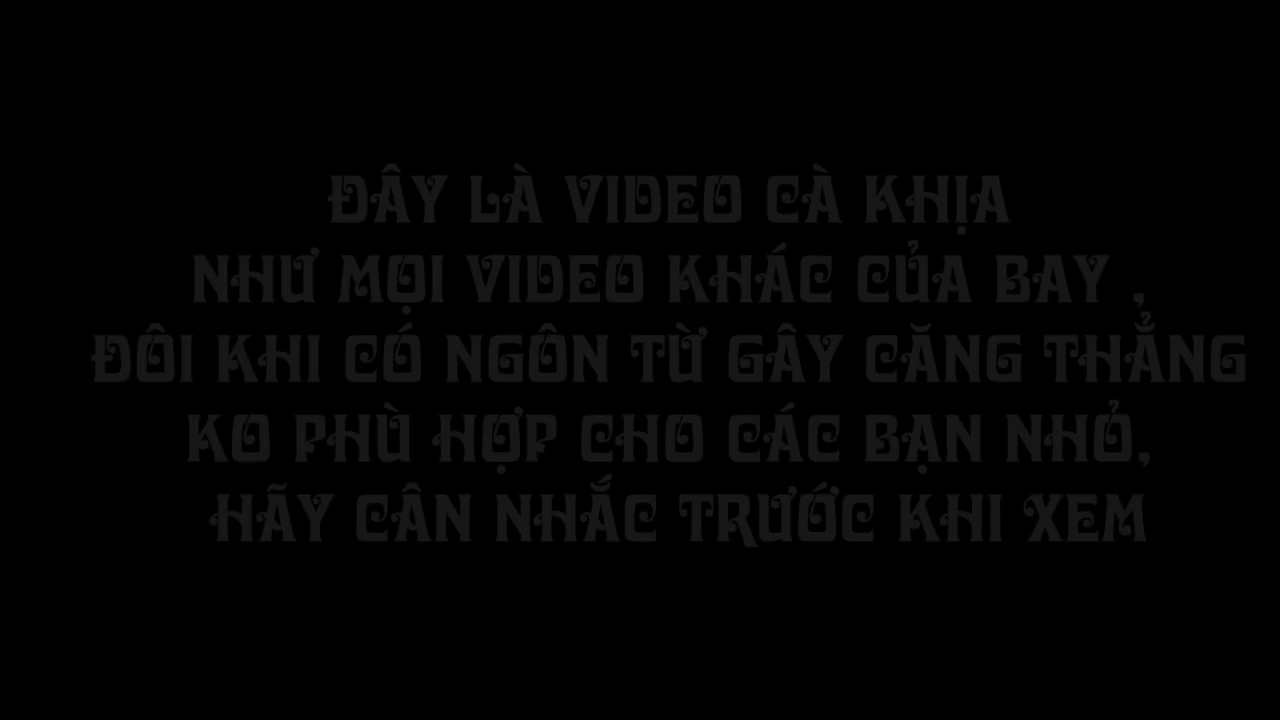 ĐÂY LÀ VIDEO CÀ KHỊA
NHƯ MỌI VIDEO KHÁC CỦA BAY ,
ĐÔI KHI CÓ NGÔN TỪ GÂY CĂNG THẲNG
KO PHÙ HỢP CHO CÁC BẠN NHỎ,
HÃY CÂN NHẮC TRƯỚC KHI XEM